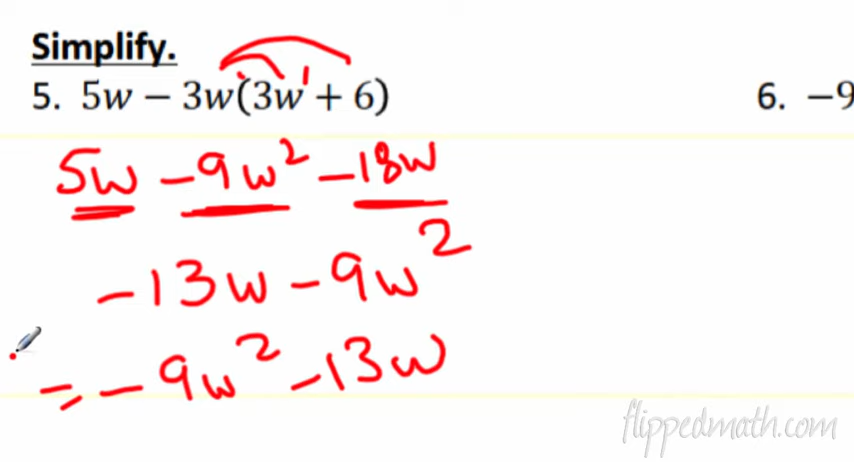 Simplify.
5. 5w − 3w(3w + 6)
6. −9
5w − 9w² − 18w
−13w − 9w²
= −9w² − 13w
flippedmath.com